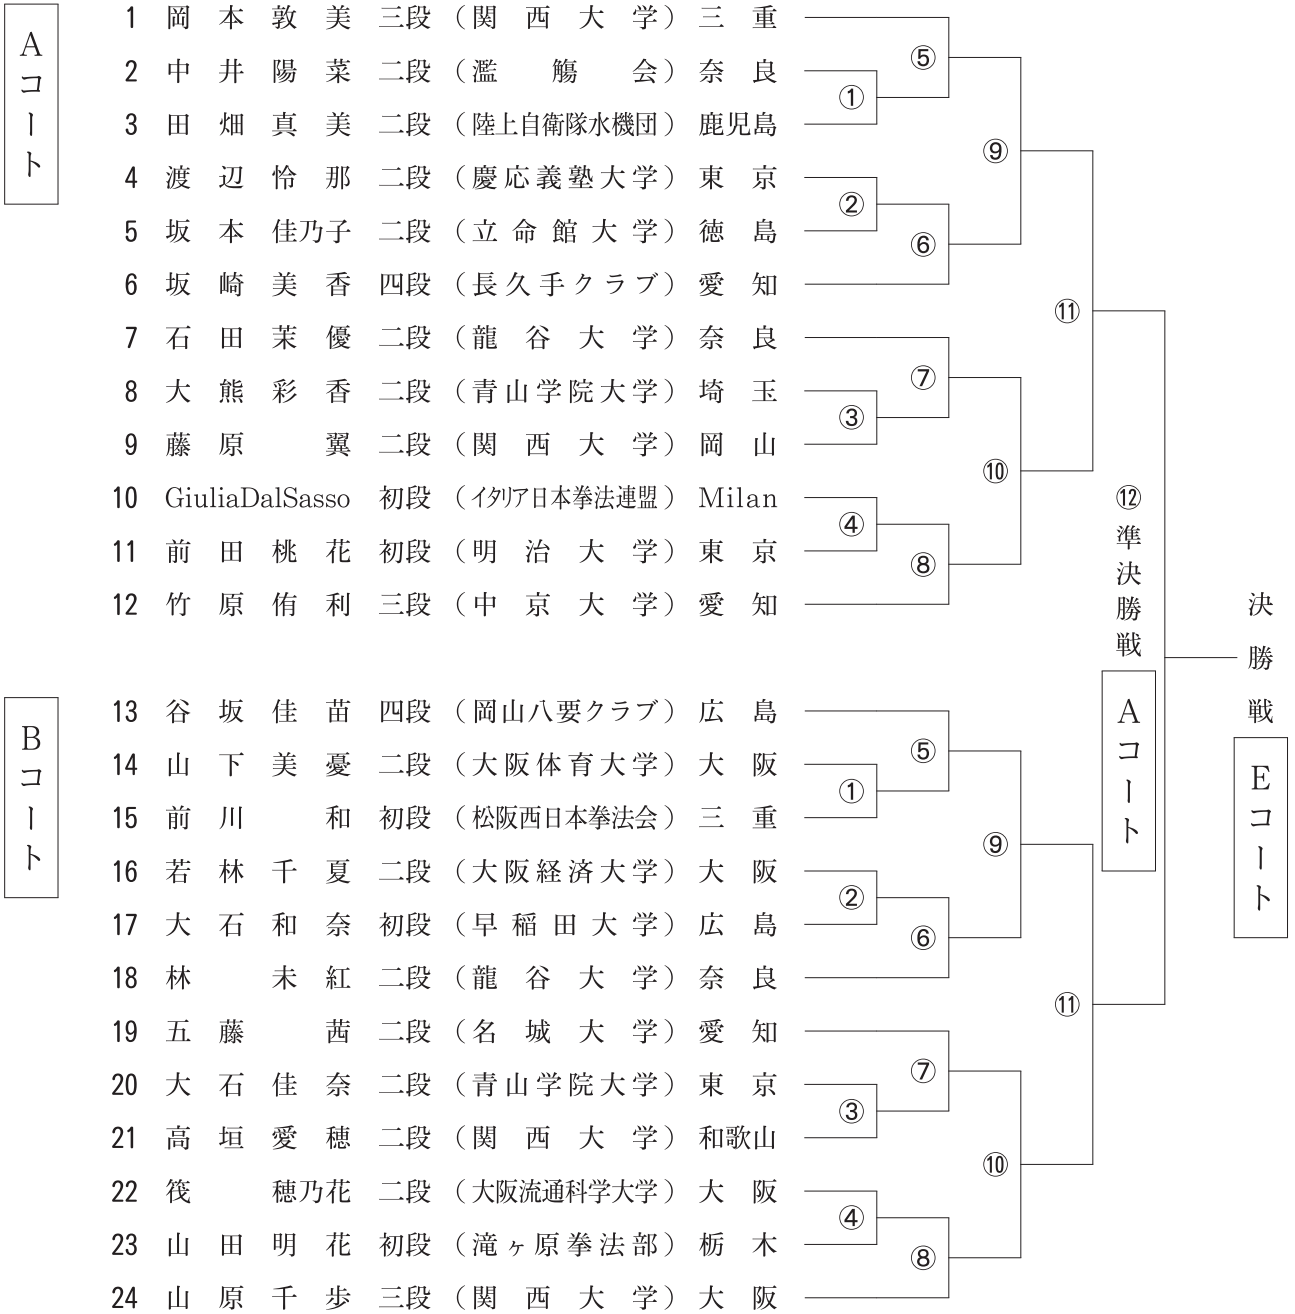 Aコート
1 岡本敦美 三段 (関西大学) 三重
2 中井陽菜 二段 (濫觴会) 奈良
3 田畑真美 二段 (陸上自衛隊水機団) 鹿児島
4 渡辺怜那 二段 (慶応義塾大学) 東京
5 坂本佳乃子 二段 (立命館大学) 徳島
6 坂崎美香 四段 (長久手クラブ) 愛知
7 石田茉優 二段 (龍谷大学) 奈良
8 大熊彩香 二段 (青山学院大学) 埼玉
9 藤原翼 二段 (関西大学) 岡山
10 GiuliaDalSasso 初段 (イタリア日本拳法連盟) Milan
11 前田桃花 初段 (明治大学) 東京
12 竹原侑利 三段 (中京大学) 愛知
①
②
③
④
⑤
⑥
⑦
⑧
⑨
⑩
⑪
Bコート
13 谷坂佳苗 四段 (岡山八要クラブ) 広島
14 山下美憂 二段 (大阪体育大学) 大阪
15 前川和 初段 (松阪西日本拳法会) 三重
16 若林千夏 二段 (大阪経済大学) 大阪
17 大石和奈 初段 (早稲田大学) 広島
18 林未紅 二段 (龍谷大学) 奈良
19 五藤茜 二段 (名城大学) 愛知
20 大石佳奈 二段 (青山学院大学) 東京
21 高垣愛穂 二段 (関西大学) 和歌山
22 筏穂乃花 二段 (大阪流通科学大学) 大阪
23 山田明花 初段 (滝ヶ原拳法部) 栃木
24 山原千歩 三段 (関西大学) 大阪
①
②
③
④
⑤
⑥
⑦
⑧
⑨
⑩
⑪
⑫準決勝戦
Aコート
決勝戦
Eコート